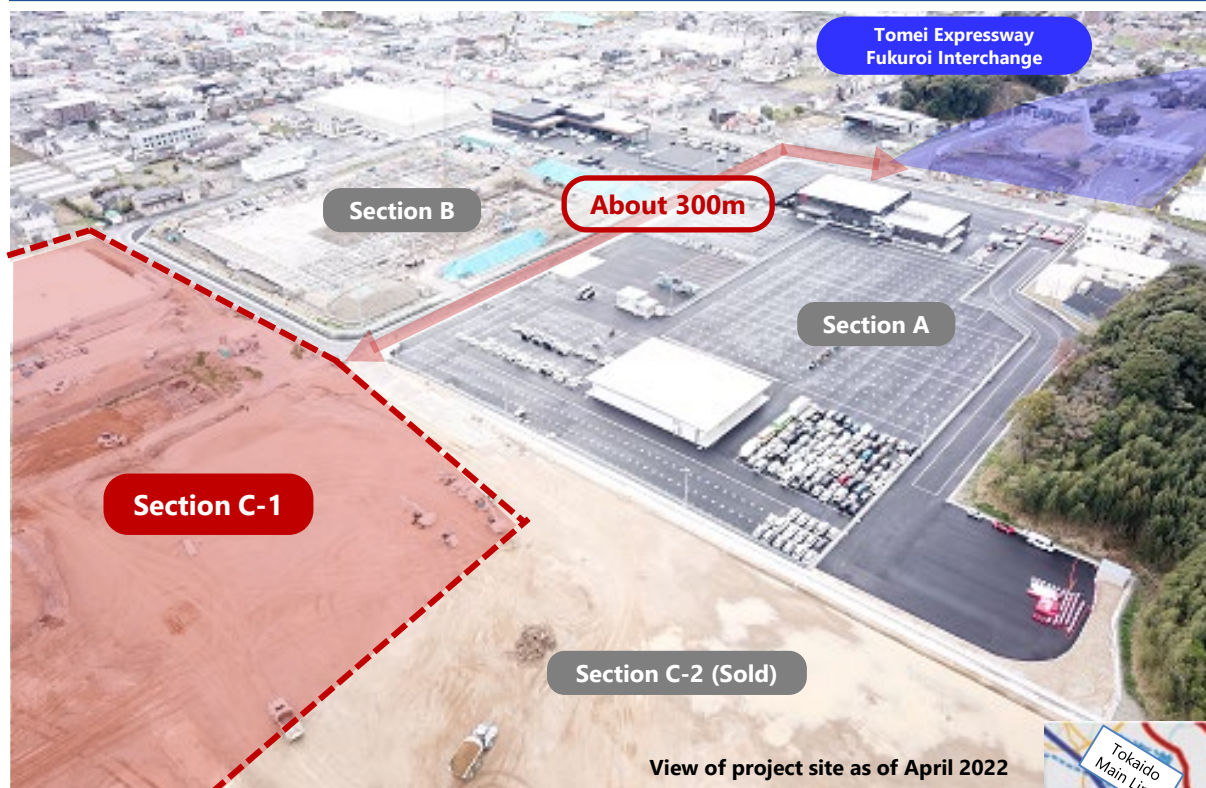 Tomei Expressway
Fukuroi Interchange
Section B
About 300m
Section A
Section C-1
Section C-2 (Sold)
View of project site as of April 2022
Tokaido
Main